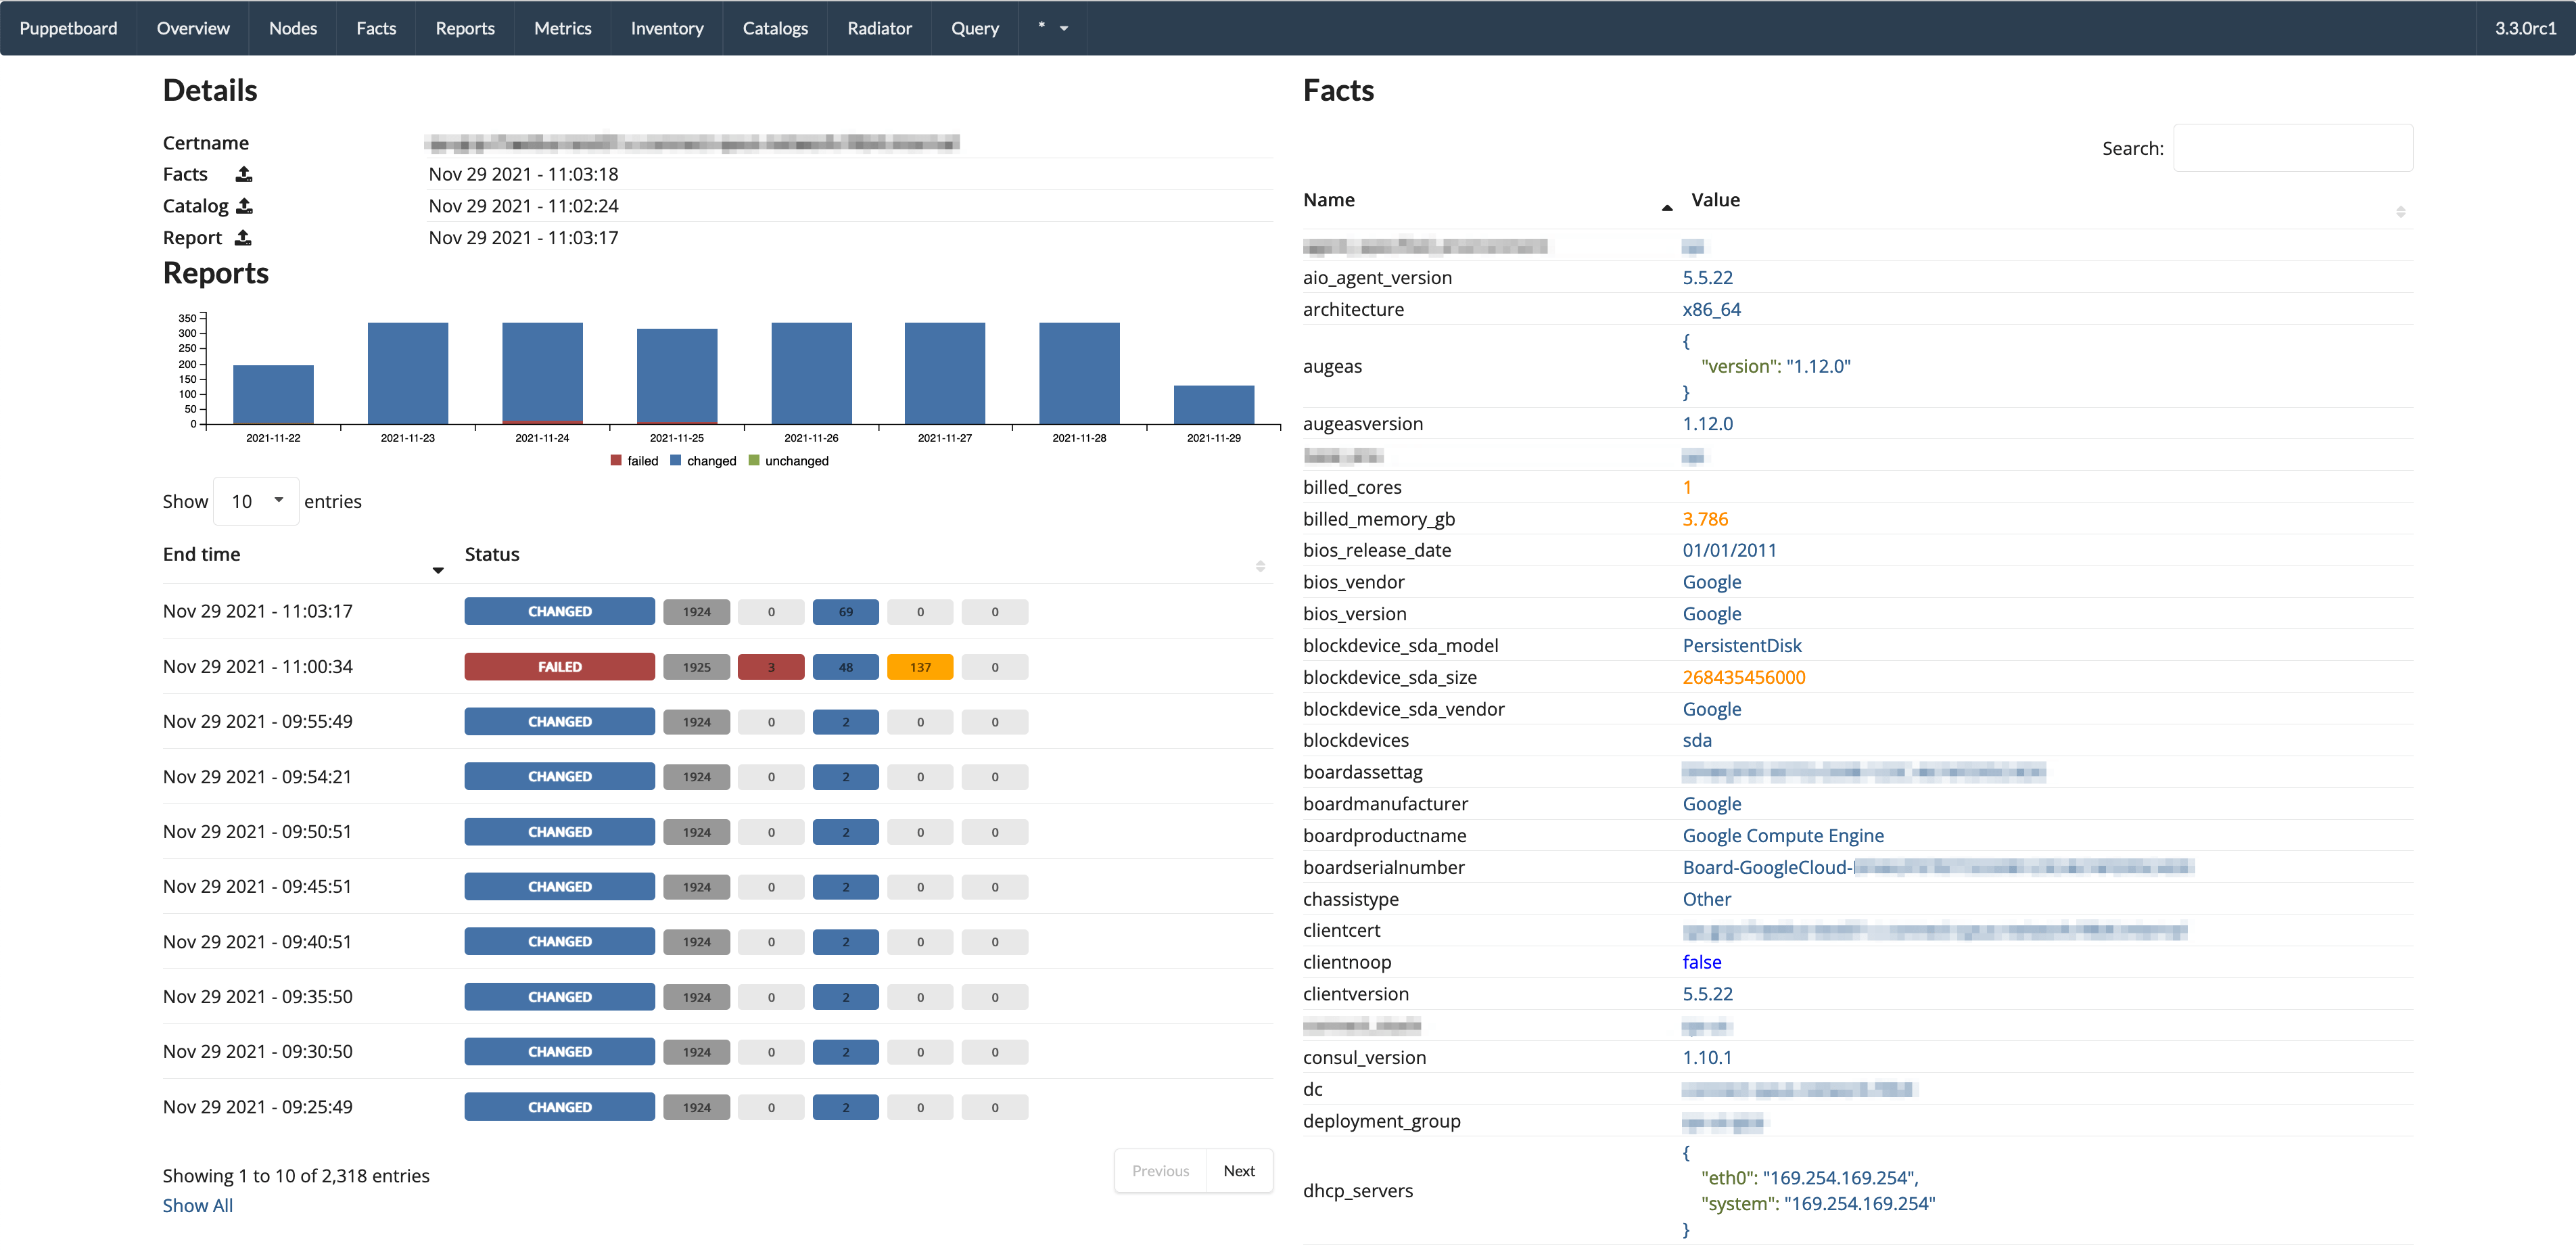 Puppetboard Overview Nodes Facts Reports Metrics Inventory Catalogs Radiator Query * 3.3.0rc1
Details
Certname
Facts Nov 29 2021 - 11:03:18
Catalog Nov 29 2021 - 11:02:24
Report Nov 29 2021 - 11:03:17
Reports
350
300
250
200
150
100
50
0
2021-11-22 2021-11-23 2021-11-24 2021-11-25 2021-11-26 2021-11-27 2021-11-28 2021-11-29
failed changed unchanged
Show 10 entries
End time Status
Nov 29 2021 - 11:03:17 CHANGED 1924 0 69 0 0
Nov 29 2021 - 11:00:34 FAILED 1925 3 48 137 0
Nov 29 2021 - 09:55:49 CHANGED 1924 0 2 0 0
Nov 29 2021 - 09:54:21 CHANGED 1924 0 2 0 0
Nov 29 2021 - 09:50:51 CHANGED 1924 0 2 0 0
Nov 29 2021 - 09:45:51 CHANGED 1924 0 2 0 0
Nov 29 2021 - 09:40:51 CHANGED 1924 0 2 0 0
Nov 29 2021 - 09:35:50 CHANGED 1924 0 2 0 0
Nov 29 2021 - 09:30:50 CHANGED 1924 0 2 0 0
Nov 29 2021 - 09:25:49 CHANGED 1924 0 2 0 0
Showing 1 to 10 of 2,318 entries
Previous Next
Show All
Facts
Search:
Name Value
aio_agent_version 5.5.22
architecture x86_64
augeas {
"version": "1.12.0"
}
augeasversion 1.12.0
billed_cores 1
billed_memory_gb 3.786
bios_release_date 01/01/2011
bios_vendor Google
bios_version Google
blockdevice_sda_model PersistentDisk
blockdevice_sda_size 268435456000
blockdevice_sda_vendor Google
blockdevices sda
boardassettag
boardmanufacturer Google
boardproductname Google Compute Engine
boardserialnumber Board-GoogleCloud-
chassistype Other
clientcert
clientnoop false
clientversion 5.5.22
consul_version 1.10.1
dc
deployment_group
dhcp_servers {
"eth0": "169.254.169.254",
"system": "169.254.169.254"
}